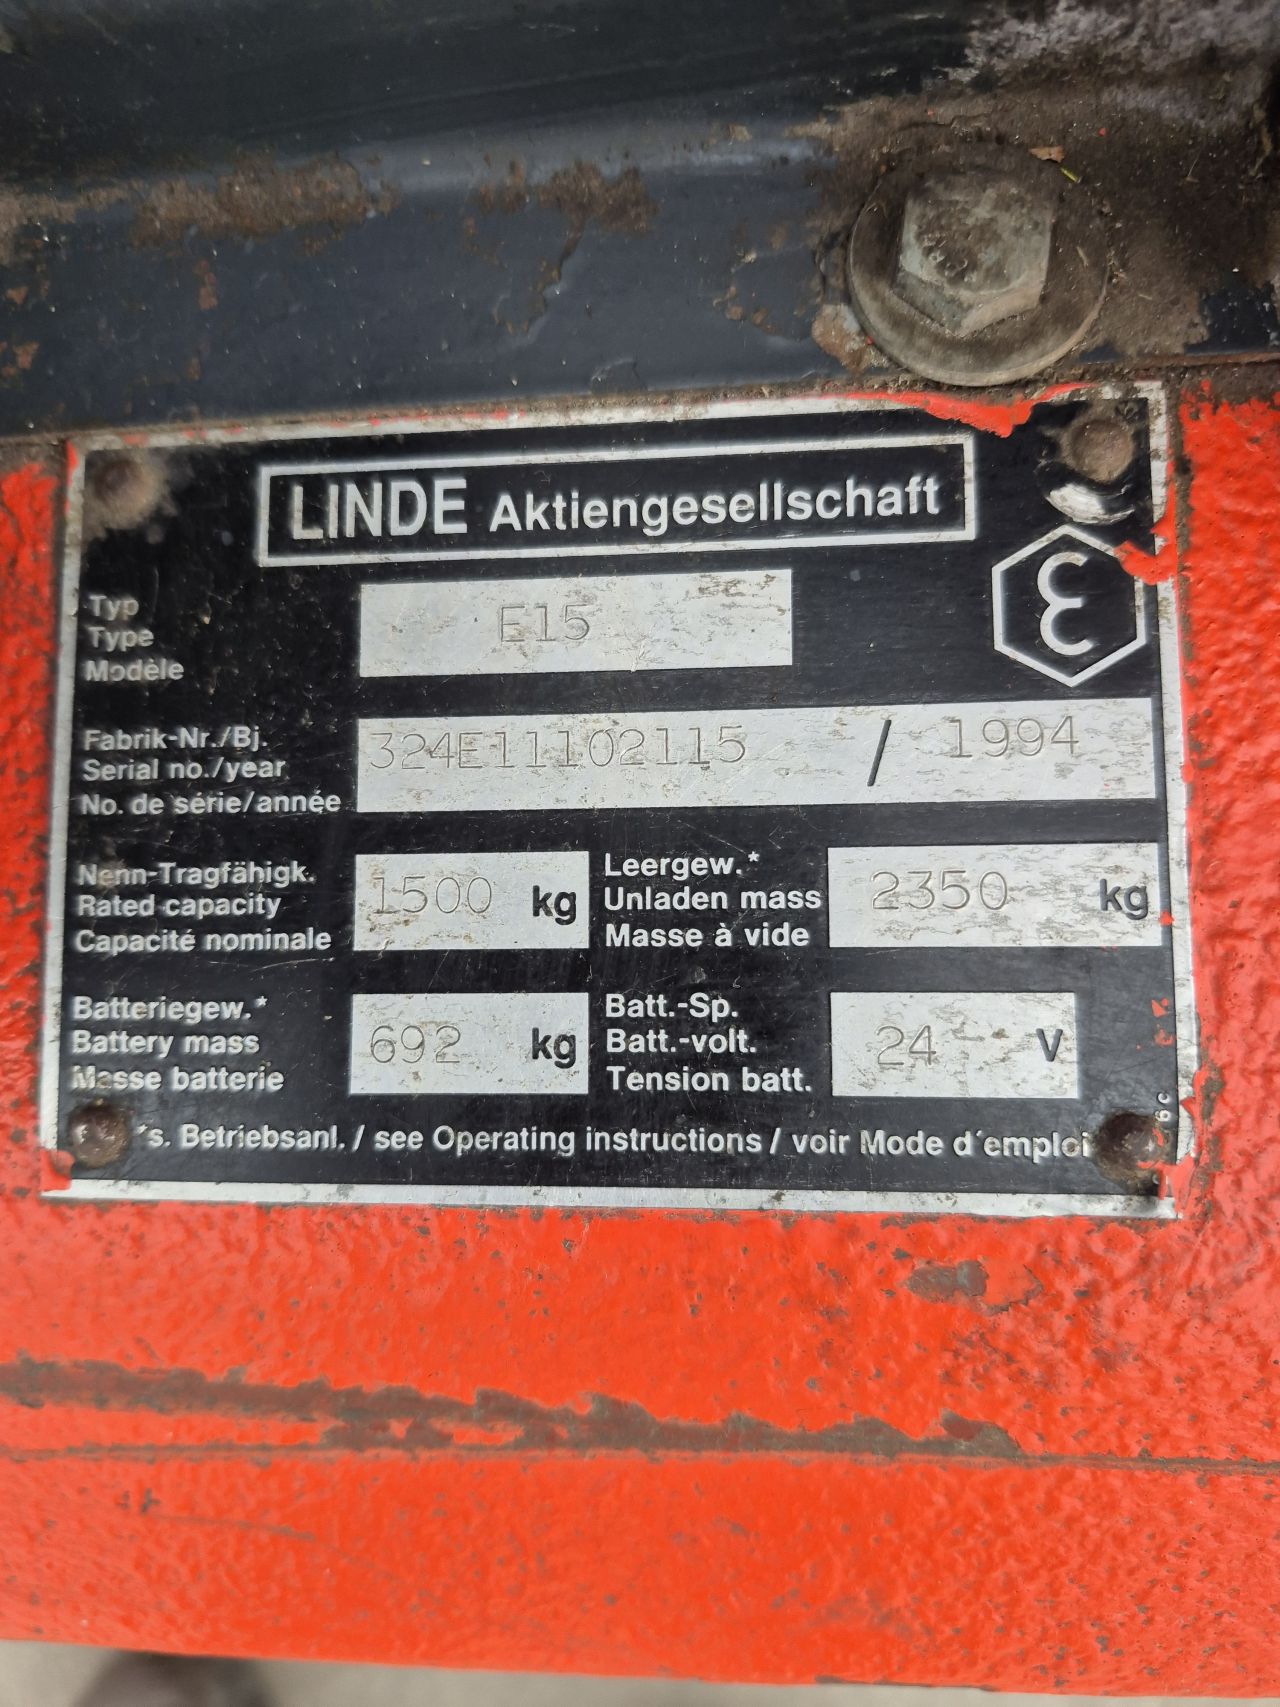 LINDE Aktiengesellschaft
Typ
Type
Modèle
E15
Fabrik-Nr./Bj.
Serial no./year
No. de série/année
324E11102115 / 1994
Nenn-Tragfähigk.
Rated capacity
Capacité nominale
1500 kg
Leergew.*
Unladen mass
Masse à vide
2350 kg
Batteriegew.*
Battery mass
Masse batterie
692 kg
Batt.-Sp.
Batt.-volt.
Tension batt.
24 V
*s. Betriebsanl. / see Operating instructions / voir Mode d'emploi